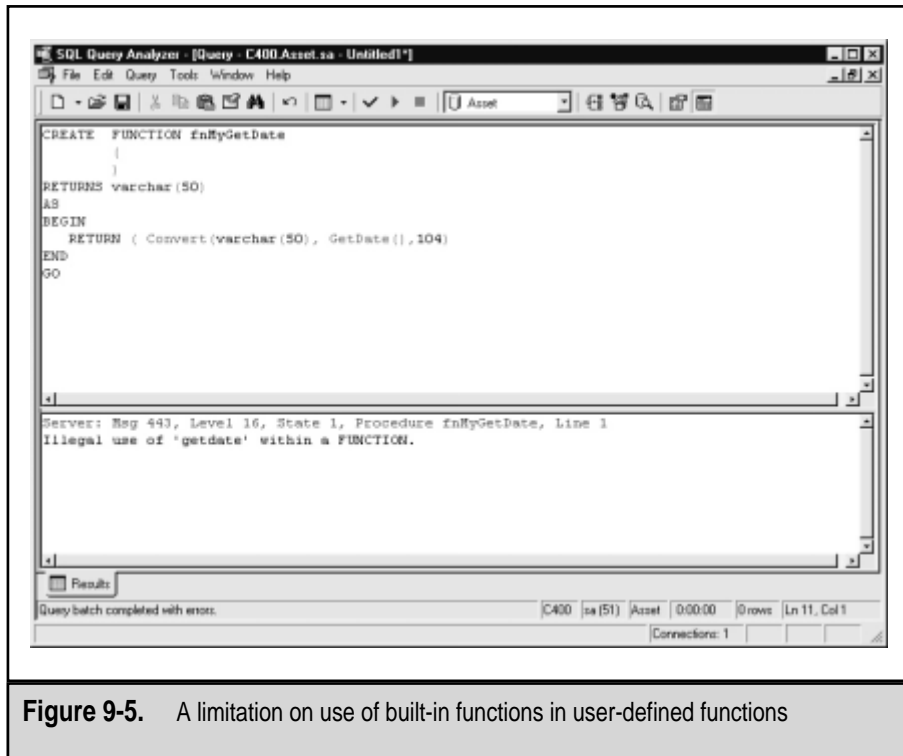 SQL Query Analyzer - [Query - C400.Asset.sa - Untitled1*]
File Edit Query Tools Window Help
Asset
CREATE FUNCTION fnMyGetDate
(
)
RETURNS varchar(50)
AS
BEGIN
RETURN ( Convert(varchar(50), GetDate(),104)
END
GO
Server: Msg 443, Level 16, State 1, Procedure fnMyGetDate, Line 1
Illegal use of 'getdate' within a FUNCTION.
Results
Query batch completed with errors.
C400 sa (51) Asset 0:00:00 0 rows Ln 11, Col 1
Connections: 1
Figure 9-5. A limitation on use of built-in functions in user-defined functions